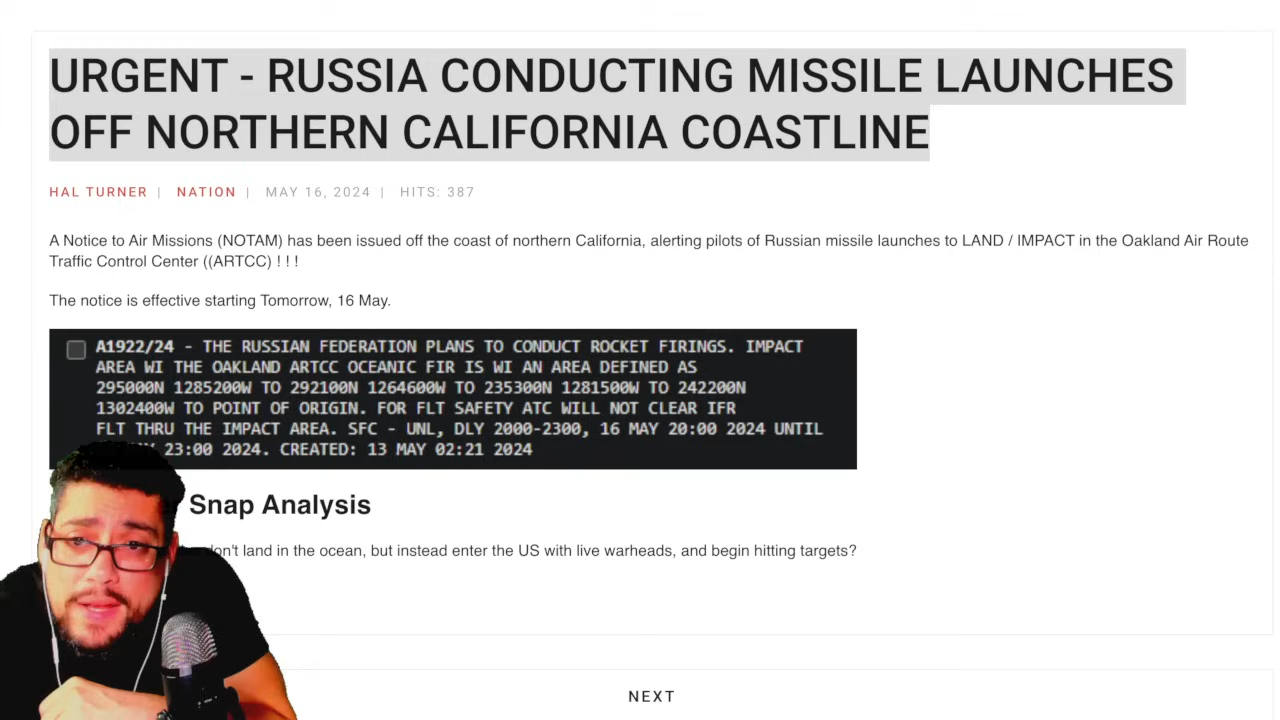 URGENT - RUSSIA CONDUCTING MISSILE LAUNCHES
OFF NORTHERN CALIFORNIA COASTLINE
HAL TURNER | NATION | MAY 16, 2024 | HITS: 387
A Notice to Air Missions (NOTAM) has been issued off the coast of northern California, alerting pilots of Russian missile launches to LAND / IMPACT in the Oakland Air Route
Traffic Control Center ((ARTCC) ! ! !
The notice is effective starting Tomorrow, 16 May.
A1922/24 - THE RUSSIAN FEDERATION PLANS TO CONDUCT ROCKET FIRINGS. IMPACT
AREA WI THE OAKLAND ARTCC OCEANIC FIR IS WI AN AREA DEFINED AS
295000N 1285200W TO 292100N 1264600W TO 235300N 1281500W TO 242200N
1302400W TO POINT OF ORIGIN. FOR FLT SAFETY ATC WILL NOT CLEAR IFR
FLT THRU THE IMPACT AREA. SFC - UNL, DLY 2000-2300, 16 MAY 20:00 2024 UNTIL
23:00 2024. CREATED: 13 MAY 02:21 2024
Snap Analysis
don't land in the ocean, but instead enter the US with live warheads, and begin hitting targets?
NEXT